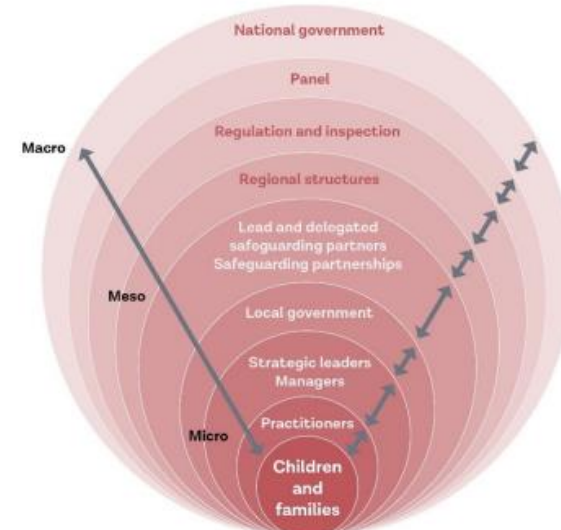 National government
Panel
Regulation and inspection
Macro
Regional structures
Lead and delegated
safeguarding partners
Safeguarding partnerships
Meso
Local government
Strategic leaders
Managers
Practitioners
Micro
Children
and
families